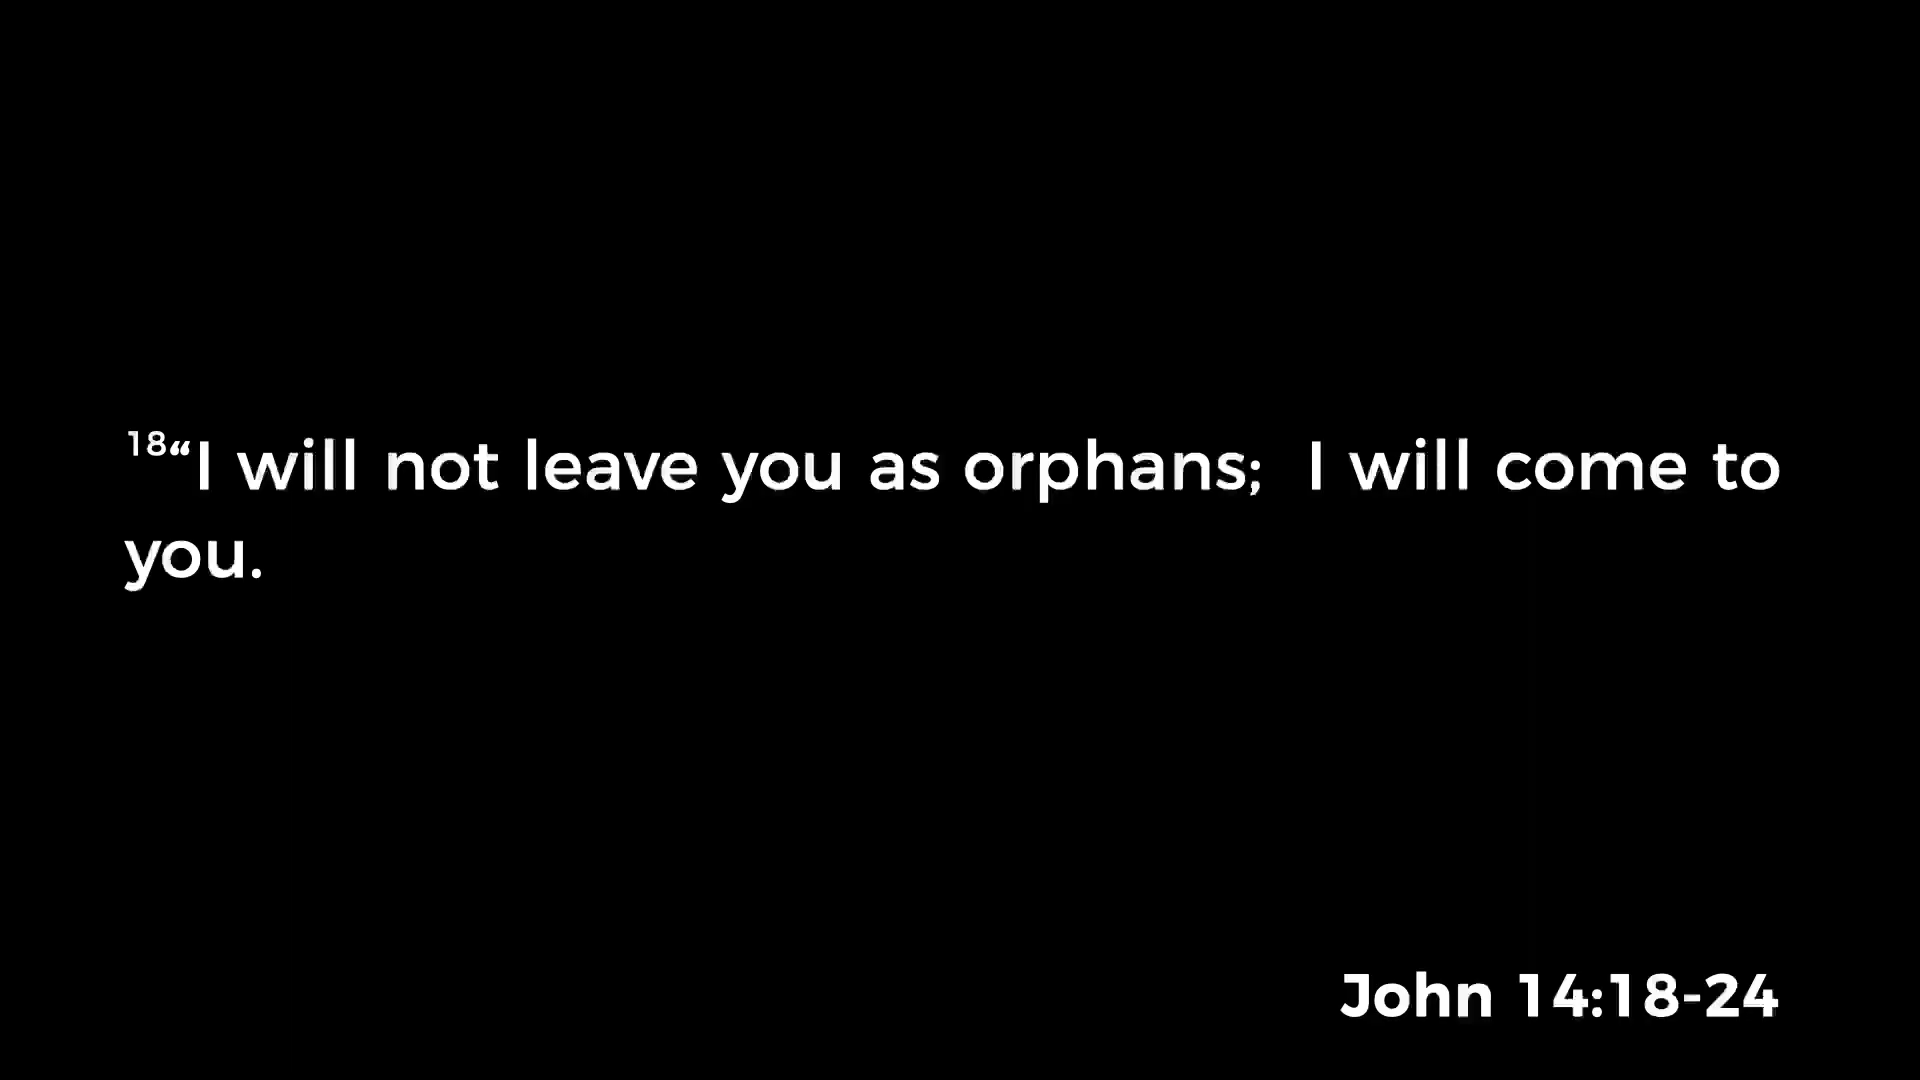 18“I will not leave you as orphans;  I will come to
you.
John 14:18-24